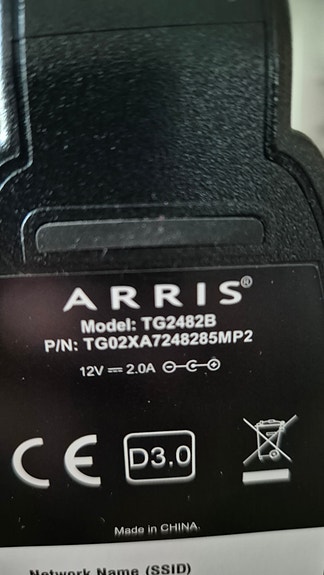 ARRIS®
Model: TG2482B
P/N: TG02XA7248285MP2
12V 2.0A
CE
D3.0
Made in CHINA
Network Name (SSID)